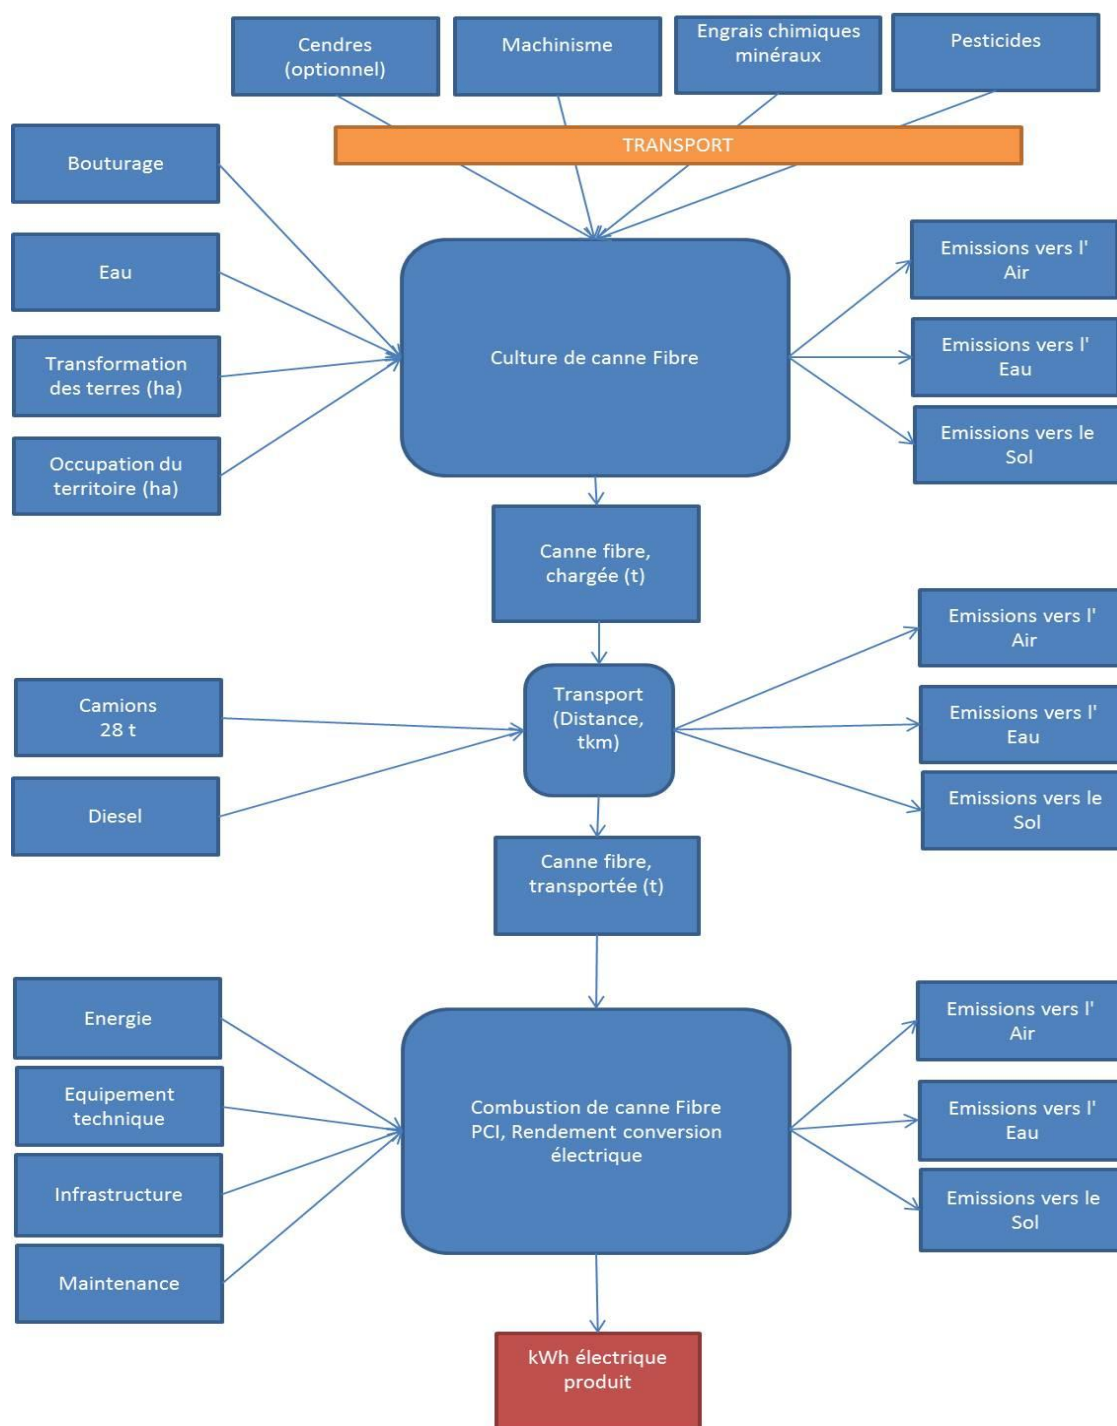 Cendres
(optionnel)
Machinisme
Engrais chimiques
minéraux
Pesticides
TRANSPORT
Bouturage
Eau
Transformation
des terres (ha)
Occupation du
territoire (ha)
Culture de canne Fibre
Emissions vers l'
Air
Emissions vers l'
Eau
Emissions vers le
Sol
Canne fibre,
chargée (t)
Camions
28 t
Diesel
Transport
(Distance,
tkm)
Emissions vers l'
Air
Emissions vers l'
Eau
Emissions vers le
Sol
Canne fibre,
transportée (t)
Energie
Equipement
technique
Infrastructure
Maintenance
Combustion de canne Fibre
PCI, Rendement conversion
électrique
Emissions vers l'
Air
Emissions vers l'
Eau
Emissions vers le
Sol
kWh électrique
produit